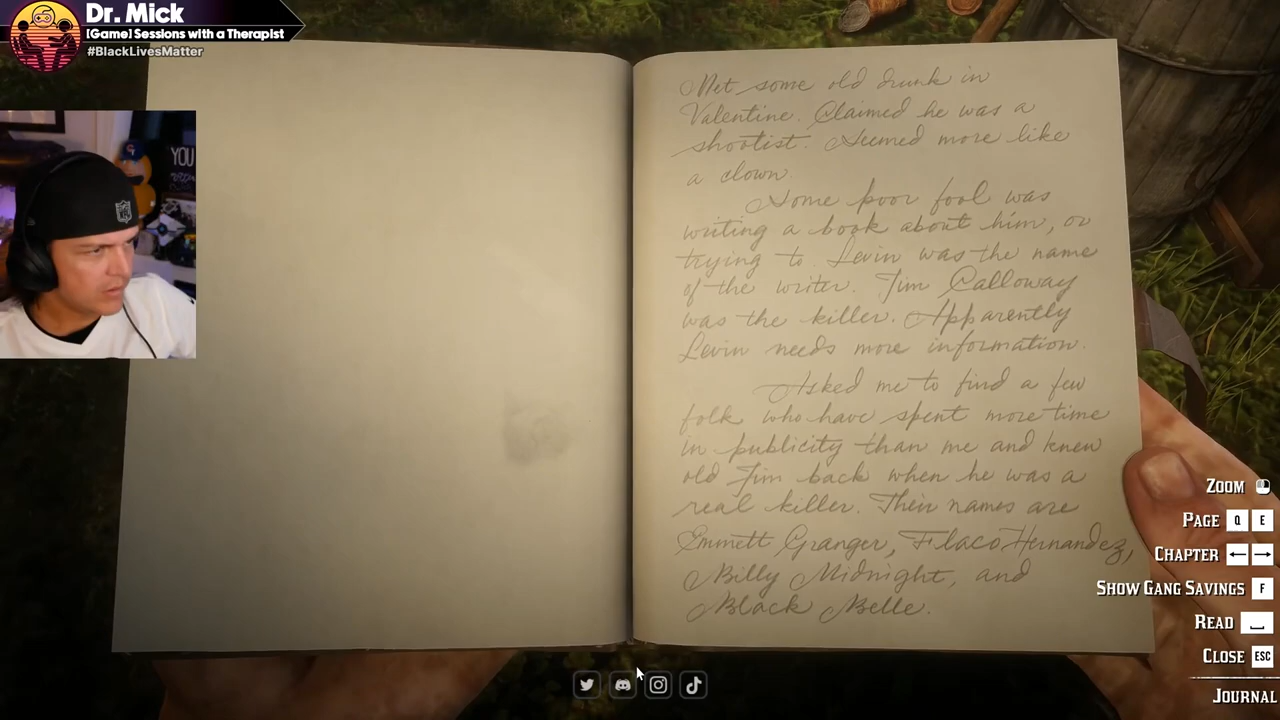 Dr. Mick
[Game] Sessions with a Therapist
#BlackLivesMatter
YOU
Met some old drunk in
Valentine. Claimed he was a
shootist. Seemed more like
a clown.
Some poor fool was
writing a book about him, or
trying to. Levin was the name
of the writer. Jim Calloway
was the killer. Apparently
Levin needs more information.
Asked me to find a few
folk who have spent more time
in publicity than me and knew
old Jim back when he was a
real killer. Their names are
Emmett Granger, Flaco Hernandez,
Billy Midnight, and
Black Belle.
ZOOM
PAGE Q E
CHAPTER ← →
SHOW GANG SAVINGS F
READ
CLOSE ESC
JOURNAL